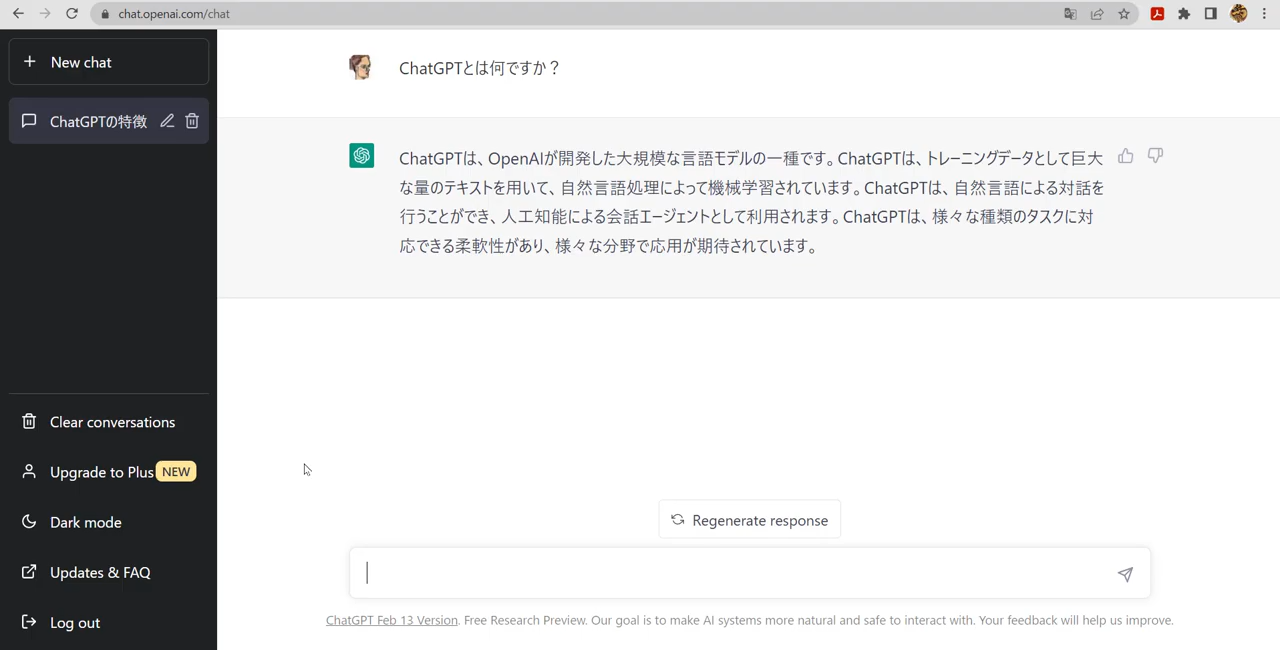 chat.openai.com/chat
New chat
ChatGPTの特徴
Clear conversations
Upgrade to Plus NEW
Dark mode
Updates & FAQ
Log out
ChatGPTとは何ですか？
ChatGPTは、OpenAIが開発した大規模な言語モデルの一種です。ChatGPTは、トレーニングデータとして巨大
な量のテキストを用いて、自然言語処理によって機械学習されています。ChatGPTは、自然言語による対話を
行うことができ、人工知能による会話エージェントとして利用されます。ChatGPTは、様々な種類のタスクに対
応できる柔軟性があり、様々な分野で応用が期待されています。
Regenerate response
ChatGPT Feb 13 Version. Free Research Preview. Our goal is to make AI systems more natural and safe to interact with. Your feedback will help us improve.